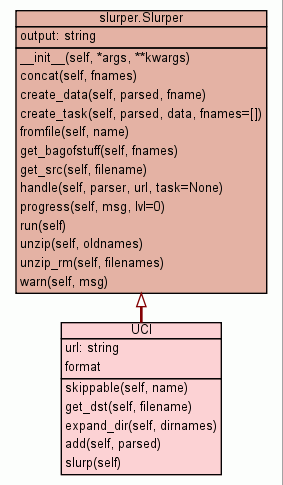 slurper.Slurper
output: string
__init__(self, *args, **kwargs)
concat(self, fnames)
create_data(self, parsed, fname)
create_task(self, parsed, data, fnames=[])
fromfile(self, name)
get_bagofstuff(self, fnames)
get_src(self, filename)
handle(self, parser, url, task=None)
progress(self, msg, lvl=0)
run(self)
unzip(self, oldnames)
unzip_rm(self, filenames)
warn(self, msg)
UCI
url: string
format
skippable(self, name)
get_dst(self, filename)
expand_dir(self, dirnames)
add(self, parsed)
slurp(self)